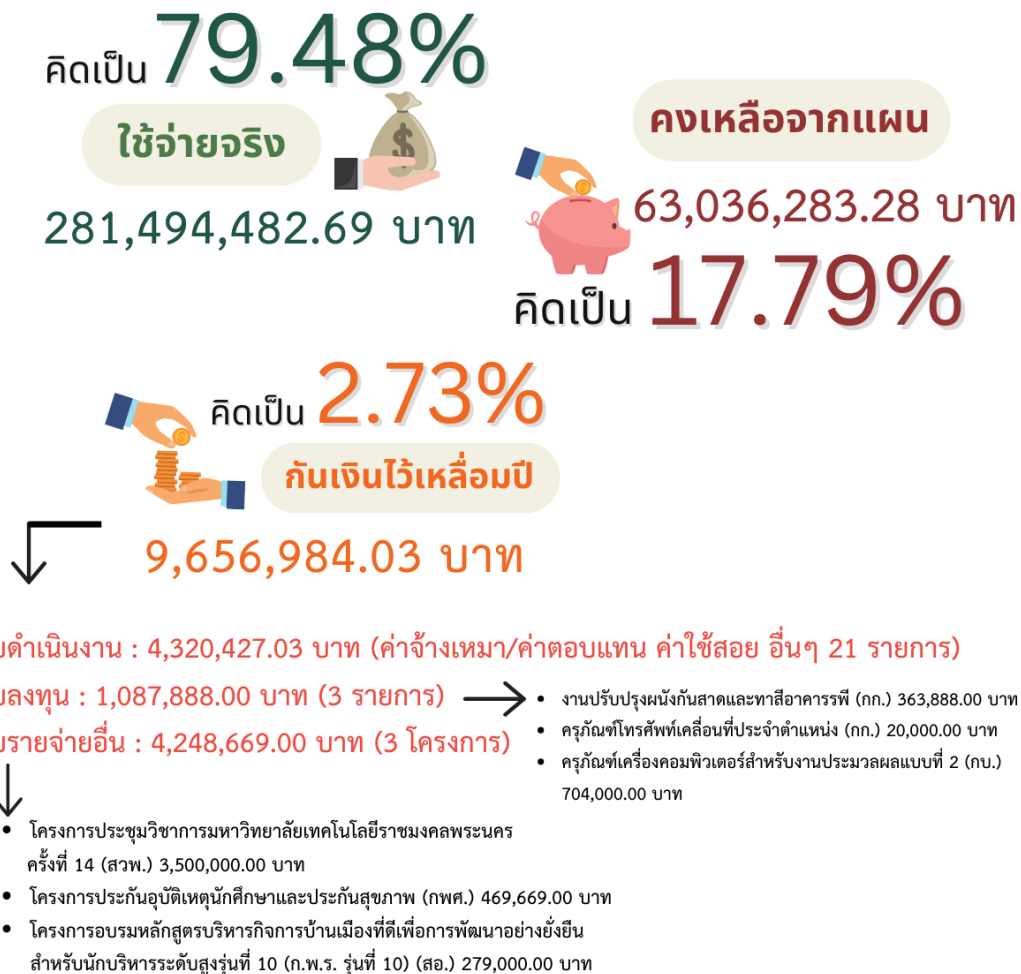 คิดเป็น 79.48%
ใช้จ่ายจริง
281,494,482.69 บาท
คงเหลือจากแผน
63,036,283.28 บาท
คิดเป็น 17.79%
คิดเป็น 2.73%
กันเงินไว้เหลื่อมปี
9,656,984.03 บาท
บดำเนินงาน : 4,320,427.03 บาท (ค่าจ้างเหมา/ค่าตอบแทน ค่าใช้สอย อื่นๆ 21 รายการ)
บลงทุน : 1,087,888.00 บาท (3 รายการ)
บรายจ่ายอื่น : 4,248,669.00 บาท (3 โครงการ)
• งานปรับปรุงผนังกันสาดและทาสีอาคารรพี (กก.) 363,888.00 บาท
• ครุภัณฑ์โทรศัพท์เคลื่อนที่ประจำตำแหน่ง (กก.) 20,000.00 บาท
• ครุภัณฑ์เครื่องคอมพิวเตอร์สำหรับงานประมวลผลแบบที่ 2 (กบ.)
704,000.00 บาท
• โครงการประชุมวิชาการมหาวิทยาลัยเทคโนโลยีราชมงคลพระนคร
ครั้งที่ 14 (สวพ.) 3,500,000.00 บาท
• โครงการประกันอุบัติเหตุนักศึกษาและประกันสุขภาพ (กพศ.) 469,669.00 บาท
• โครงการอบรมหลักสูตรบริหารกิจการบ้านเมืองที่ดีเพื่อการพัฒนาอย่างยั่งยืน
สำหรับนักบริหารระดับสูงรุ่นที่ 10 (ก.พ.ร. รุ่นที่ 10) (สอ.) 279,000.00 บาท